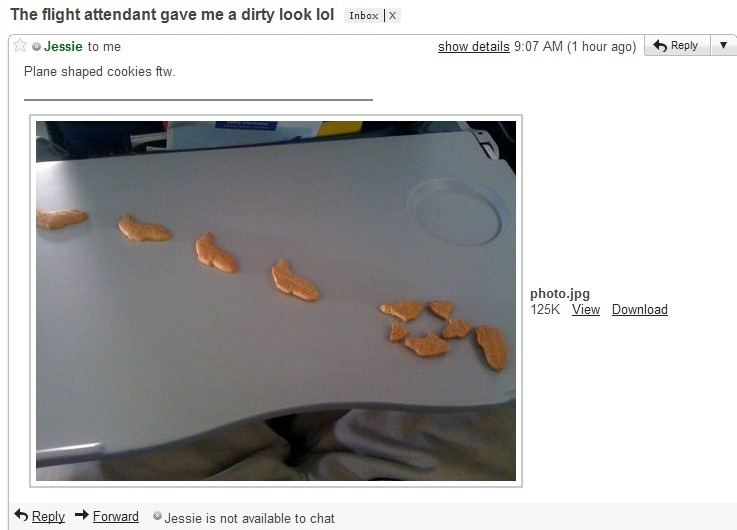 The flight attendant gave me a dirty look lol Inbox | X
Jessie to me show details 9:07 AM (1 hour ago) Reply
Plane shaped cookies ftw.
photo.jpg
125K View Download
Reply Forward Jessie is not available to chat